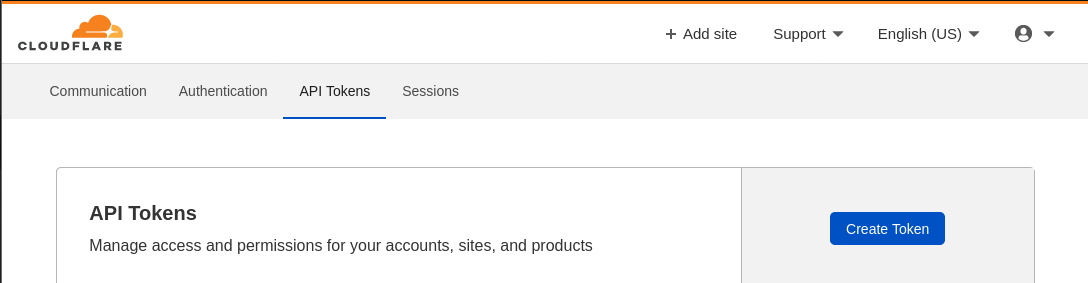 CLOUDFLARE
+ Add site
Support
English (US)
Communication
Authentication
API Tokens
Sessions
API Tokens
Manage access and permissions for your accounts, sites, and products
Create Token